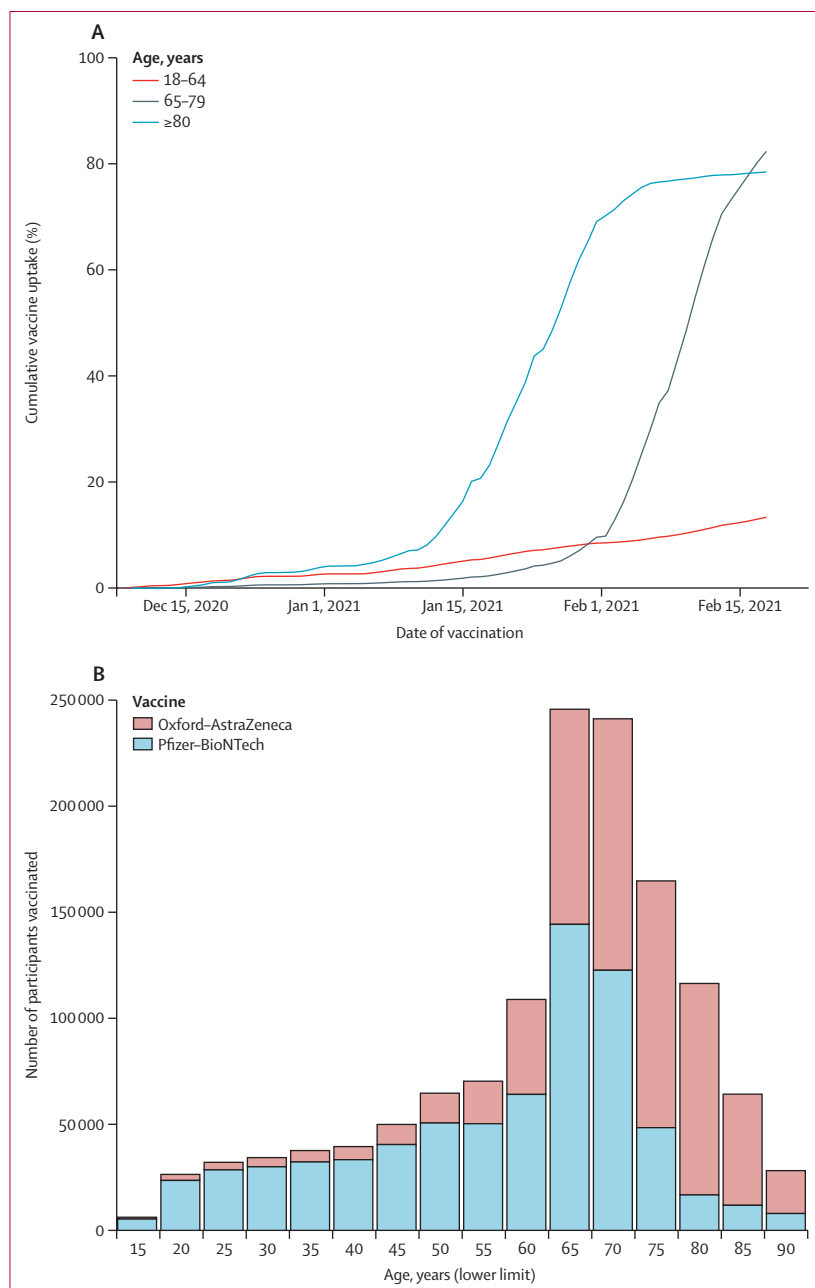 A
Age, years
18–64
65–79
≥80
100
80
60
40
20
0
Cumulative vaccine uptake (%)
Dec 15, 2020 Jan 1, 2021 Jan 15, 2021 Feb 1, 2021 Feb 15, 2021
Date of vaccination
B
Vaccine
Oxford–AstraZeneca
Pfizer–BioNTech
250 000
200 000
150 000
100 000
50 000
0
Number of participants vaccinated
15 20 25 30 35 40 45 50 55 60 65 70 75 80 85 90
Age, years (lower limit)